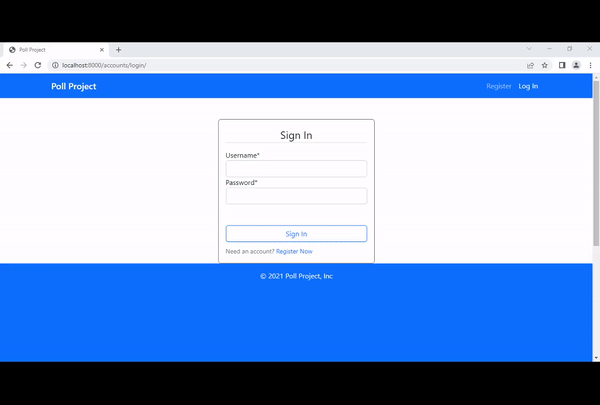 Poll Project
localhost:8000/accounts/login/
Poll Project Register Log In
Sign In
Username*
Password*
Sign In
Need an account? Register Now
© 2021 Poll Project, Inc